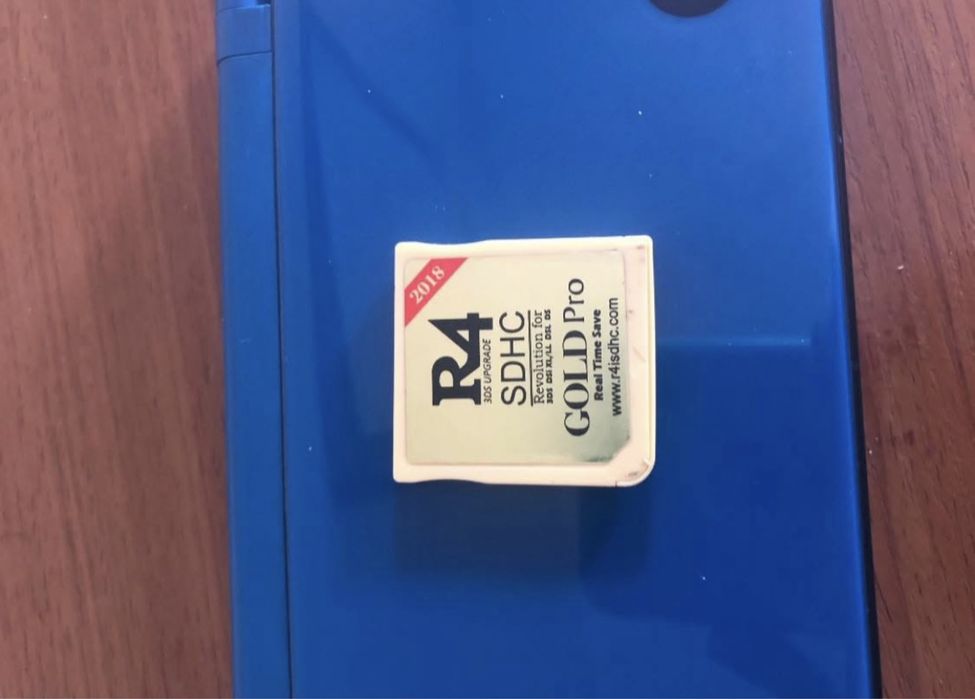 2018
R4
3DS UPGRADE
SDHC
Revolution for
3DS DSi XL/LL DSL DS
GOLD Pro
Real Time Save
www.r4isdhc.com